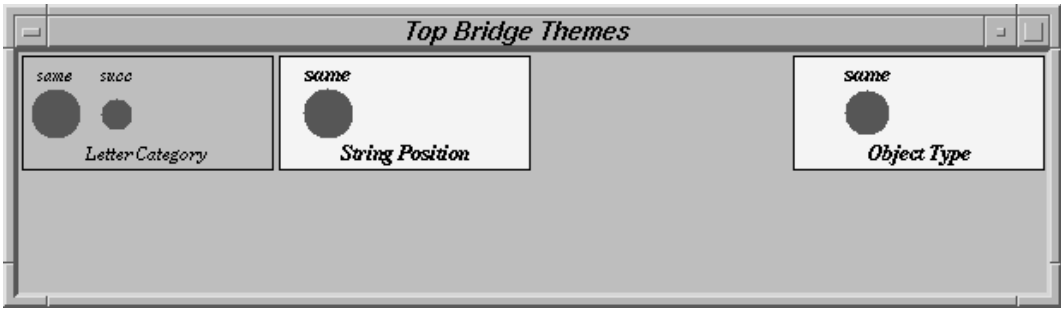 Top Bridge Themes
same succ
Letter Category
same
String Position
same
Object Type